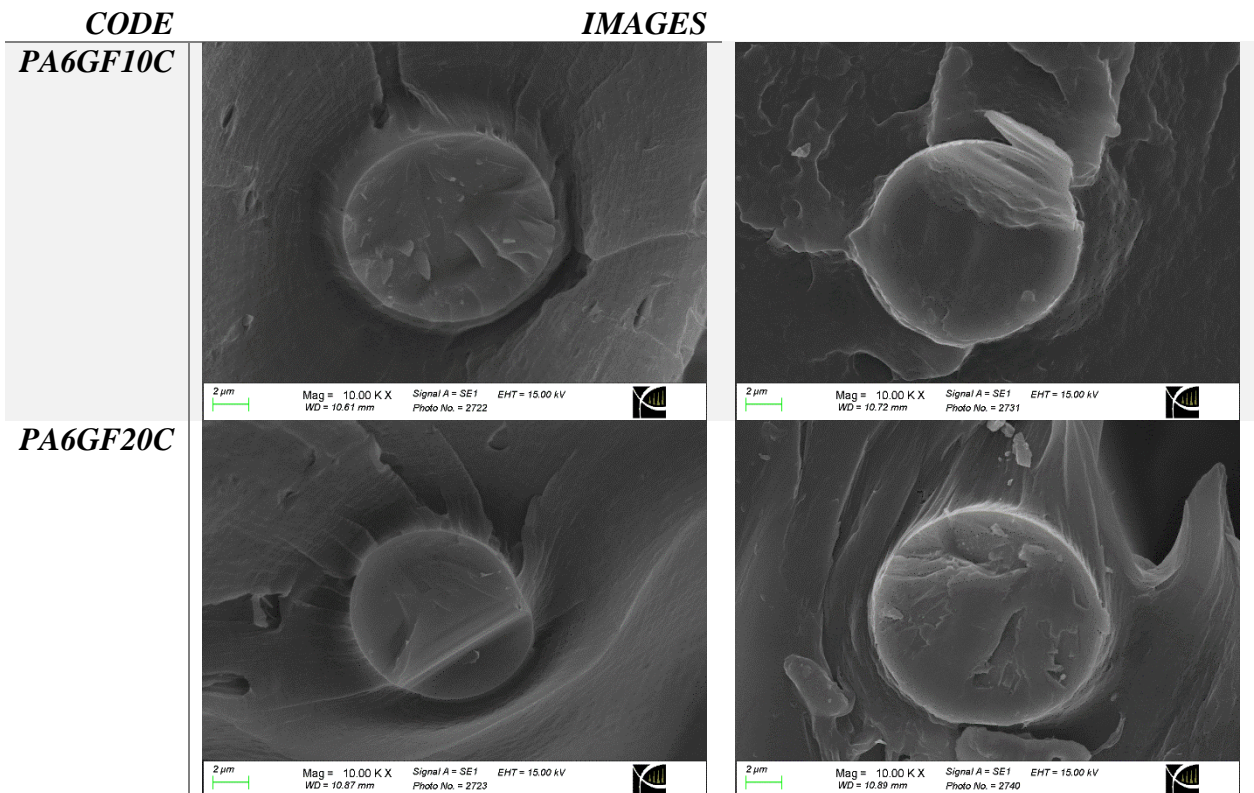 CODE IMAGES
PA6GF10C
2 µm Mag = 10.00 K X Signal A = SE1 EHT = 15.00 kV
WD = 10.61 mm Photo No. = 2722
2 µm Mag = 10.00 K X Signal A = SE1 EHT = 15.00 kV
WD = 10.72 mm Photo No. = 2731
PA6GF20C
2 µm Mag = 10.00 K X Signal A = SE1 EHT = 15.00 kV
WD = 10.87 mm Photo No. = 2723
2 µm Mag = 10.00 K X Signal A = SE1 EHT = 15.00 kV
WD = 10.89 mm Photo No. = 2740